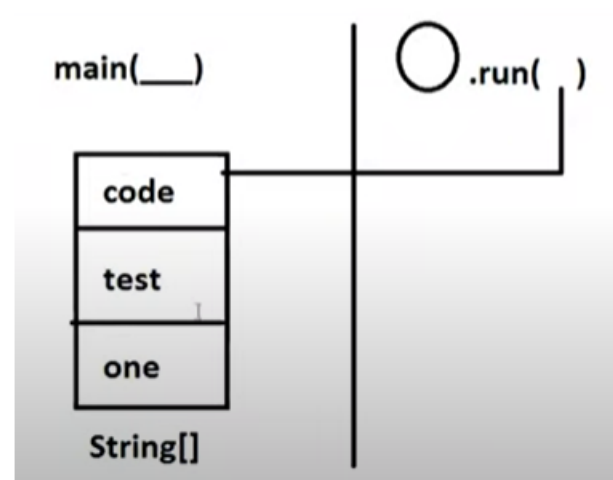 main(___)
.run( )
code
test
one
String[]